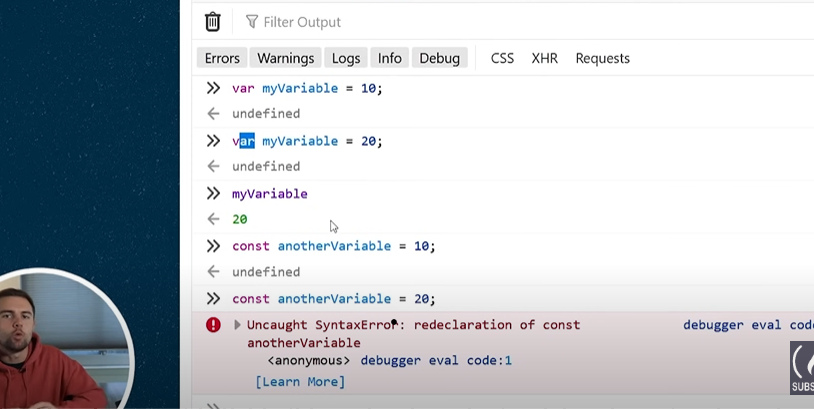 Filter Output
Errors Warnings Logs Info Debug CSS XHR Requests
var myVariable = 10;
undefined
var myVariable = 20;
undefined
myVariable
20
const anotherVariable = 10;
undefined
const anotherVariable = 20;
Uncaught SyntaxError: redeclaration of const debugger eval code
anotherVariable
<anonymous> debugger eval code:1
[Learn More]
SUBS